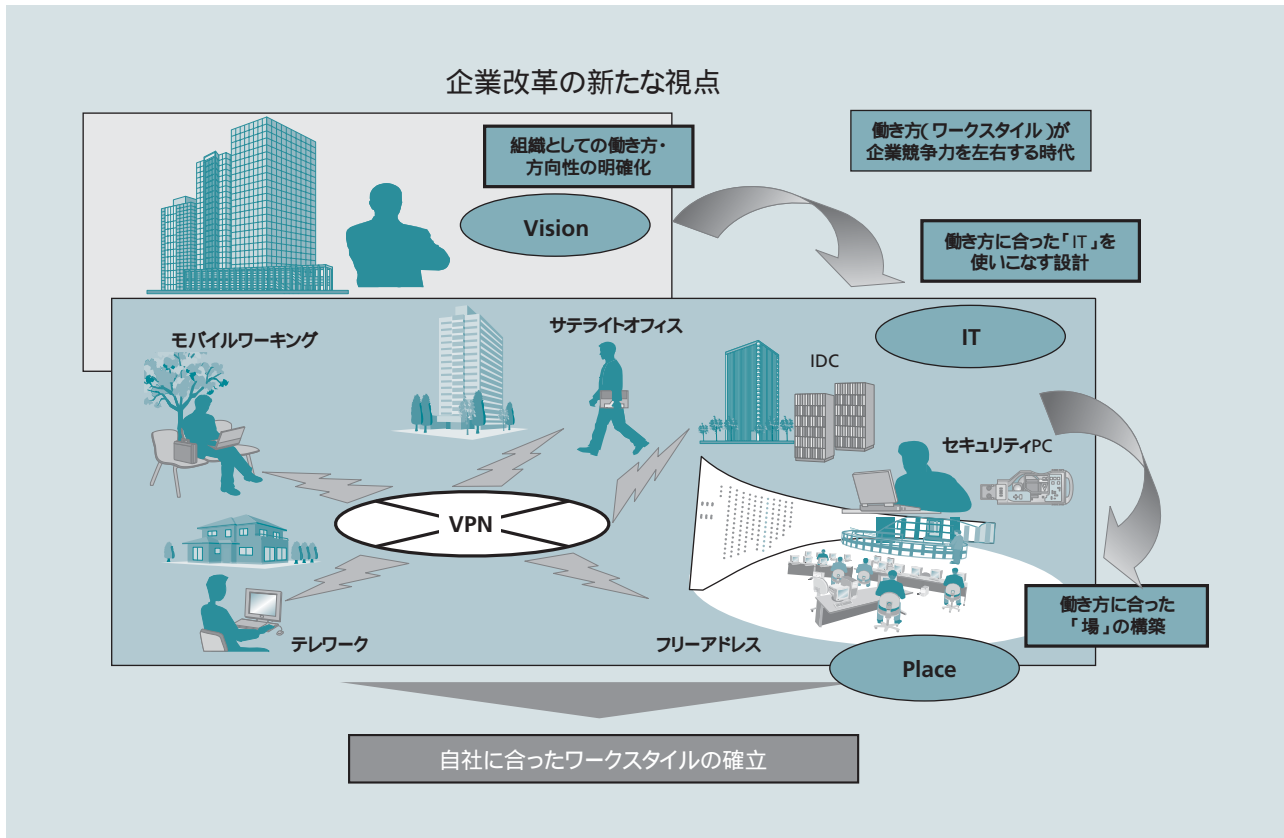 企業改革の新たな視点
組織としての働き方・
方向性の明確化
Vision
働き方(ワークスタイル)が
企業競争力を左右する時代
働き方に合った「IT」を
使いこなす設計
IT
モバイルワーキング
サテライトオフィス
IDC
セキュリティPC
VPN
テレワーク
フリーアドレス
働き方に合った
「場」の構築
Place
自社に合ったワークスタイルの確立